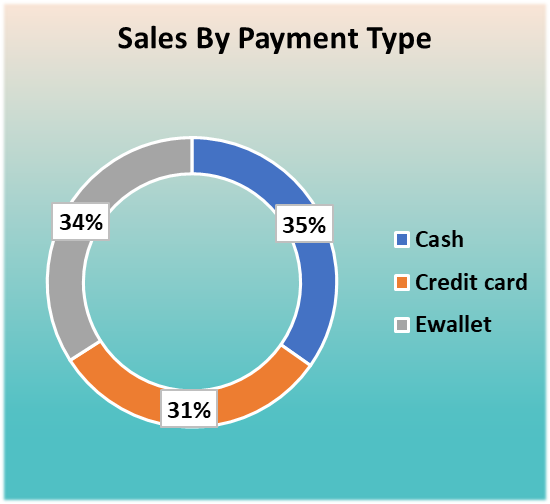 Sales By Payment Type
34%
35%
31%
Cash
Credit card
Ewallet